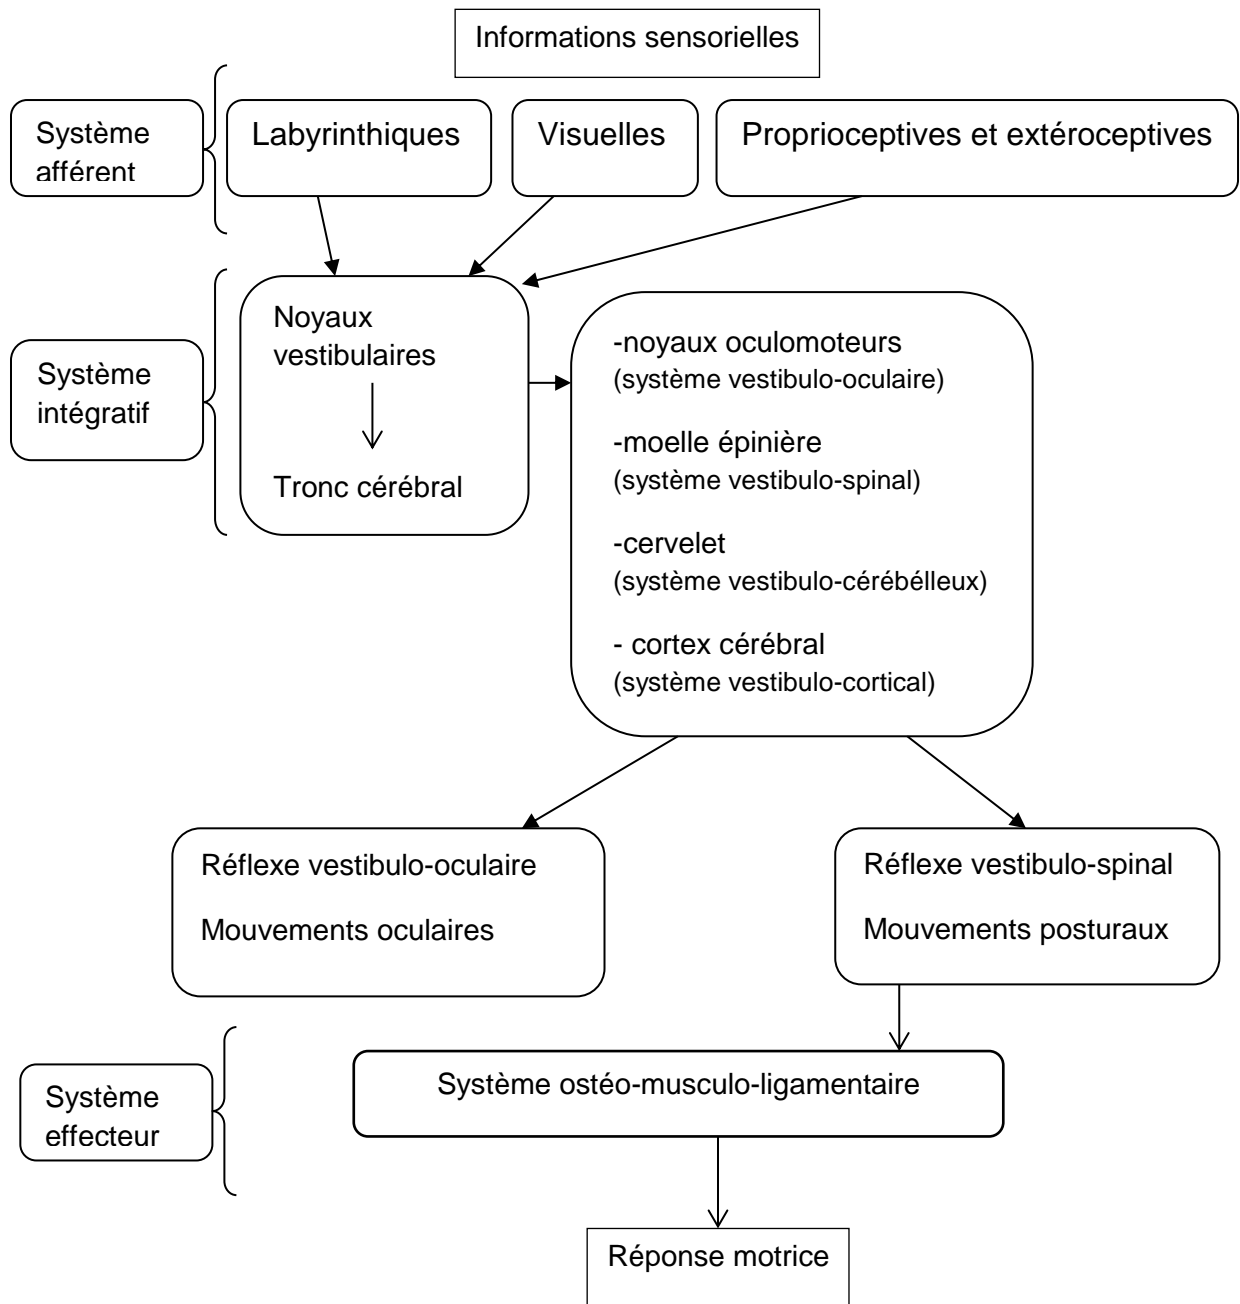 Informations sensorielles
Système
afférent
Labyrinthiques
Visuelles
Proprioceptives et extéroceptives
Système
intégratif
Noyaux
vestibulaires
Tronc cérébral
-noyaux oculomoteurs
(système vestibulo-oculaire)
-moelle épinière
(système vestibulo-spinal)
-cervelet
(système vestibulo-cérébélleux)
- cortex cérébral
(système vestibulo-cortical)
Réflexe vestibulo-oculaire
Mouvements oculaires
Réflexe vestibulo-spinal
Mouvements posturaux
Système
effecteur
Système ostéo-musculo-ligamentaire
Réponse motrice